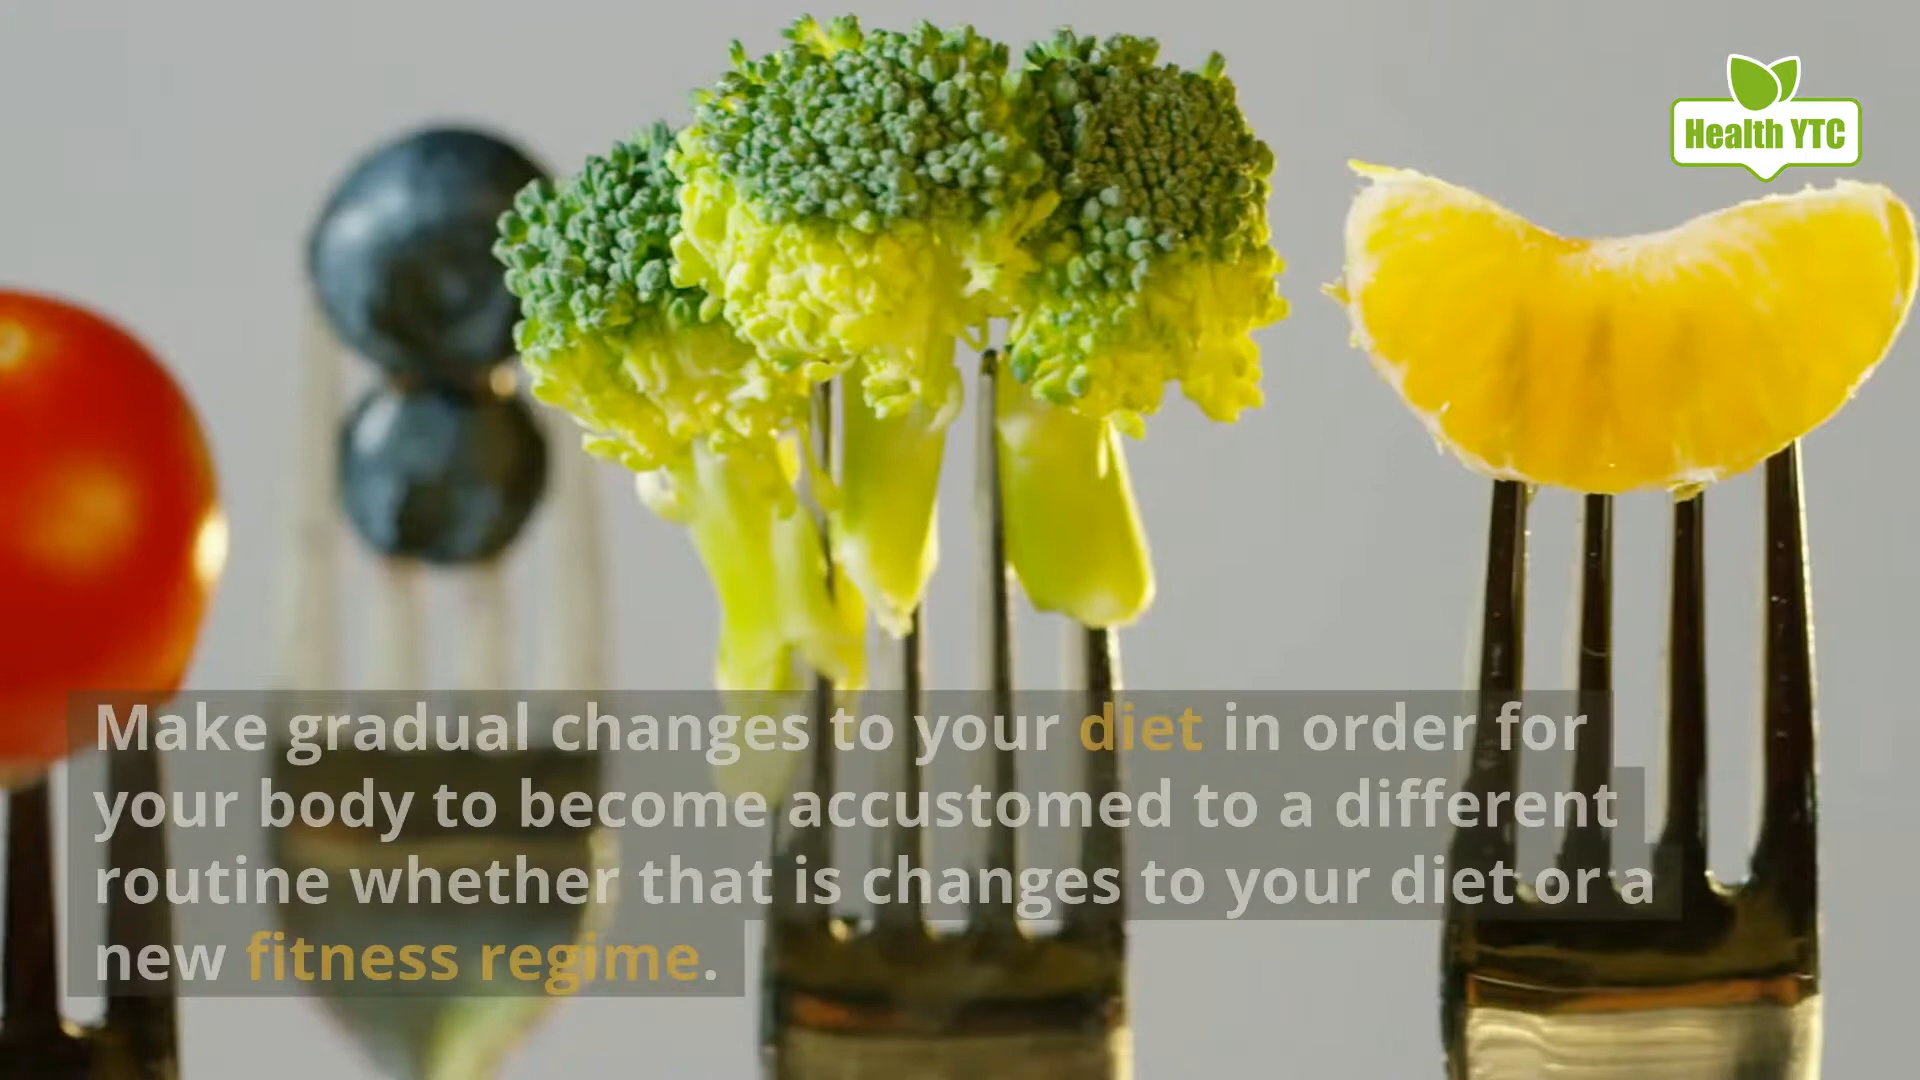 Health YTC
Make gradual changes to your diet in order for
your body to become accustomed to a different
routine whether that is changes to your diet or a
new fitness regime.